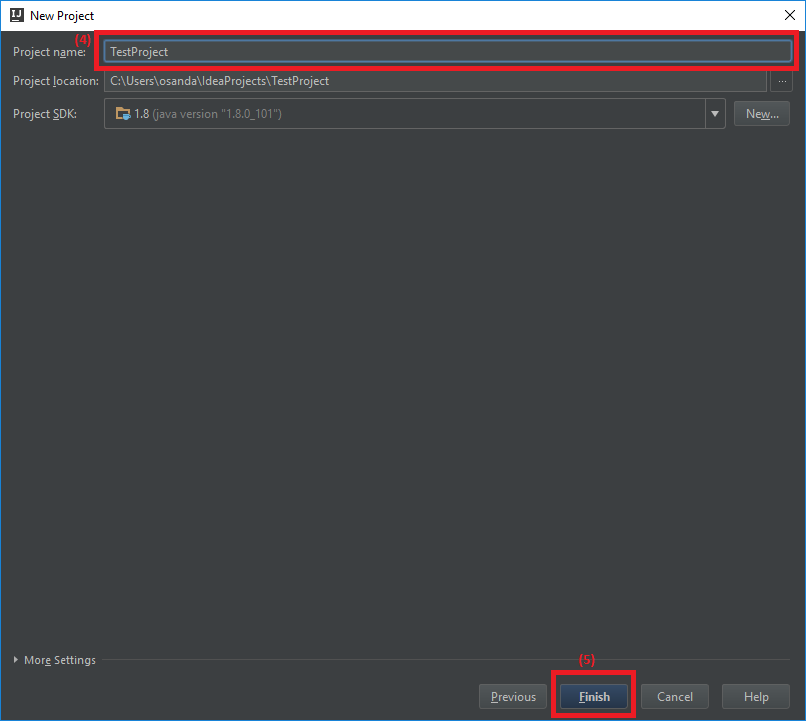 IJ New Project
(4)
Project name: TestProject
Project location: C:\Users\osanda\IdeaProjects\TestProject ...
Project SDK: 1.8 (java version "1.8.0_101") New...
More Settings
(5)
Previous Finish Cancel Help